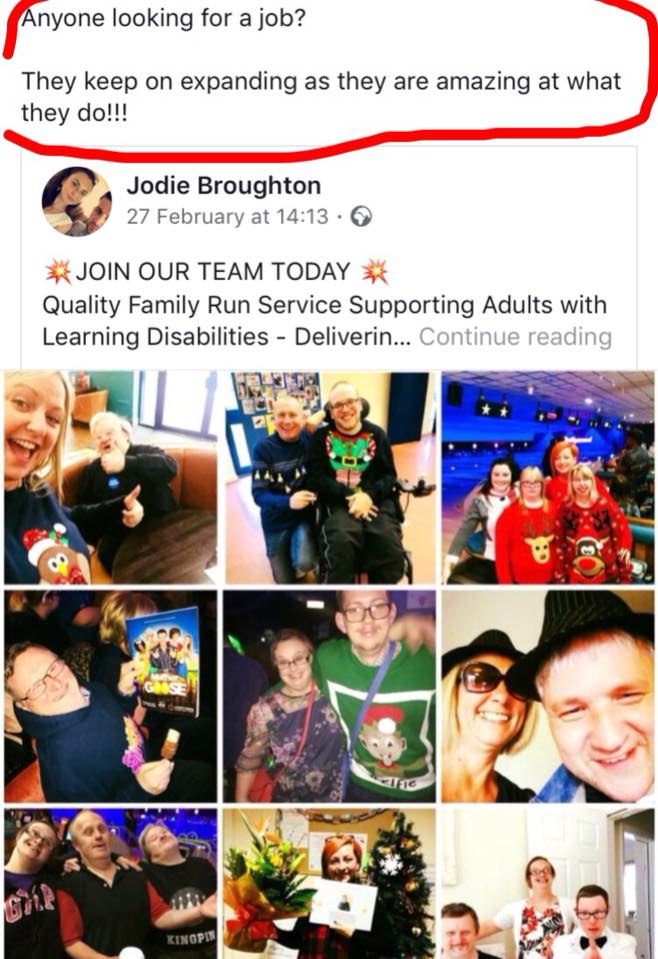 Anyone looking for a job?
They keep on expanding as they are amazing at what
they do!!!
Jodie Broughton
27 February at 14:13 ·
💥JOIN OUR TEAM TODAY 💥
Quality Family Run Service Supporting Adults with
Learning Disabilities - Deliverin... Continue reading
GOOSE
elfie
GAP
KINGPIN